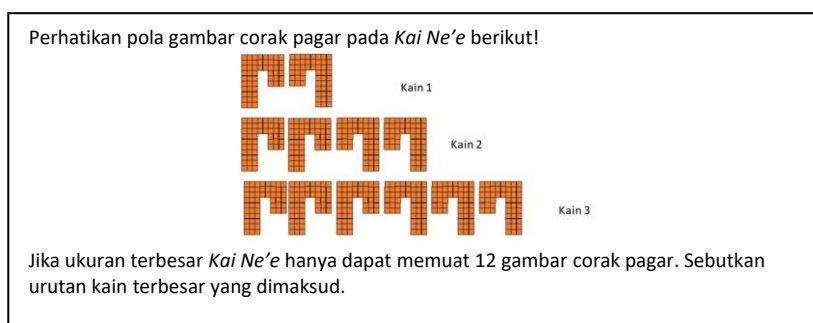 Perhatikan pola gambar corak pagar pada Kai Ne'e berikut!
Kain 1
Kain 2
Kain 3
Jika ukuran terbesar Kai Ne'e hanya dapat memuat 12 gambar corak pagar. Sebutkan
urutan kain terbesar yang dimaksud.